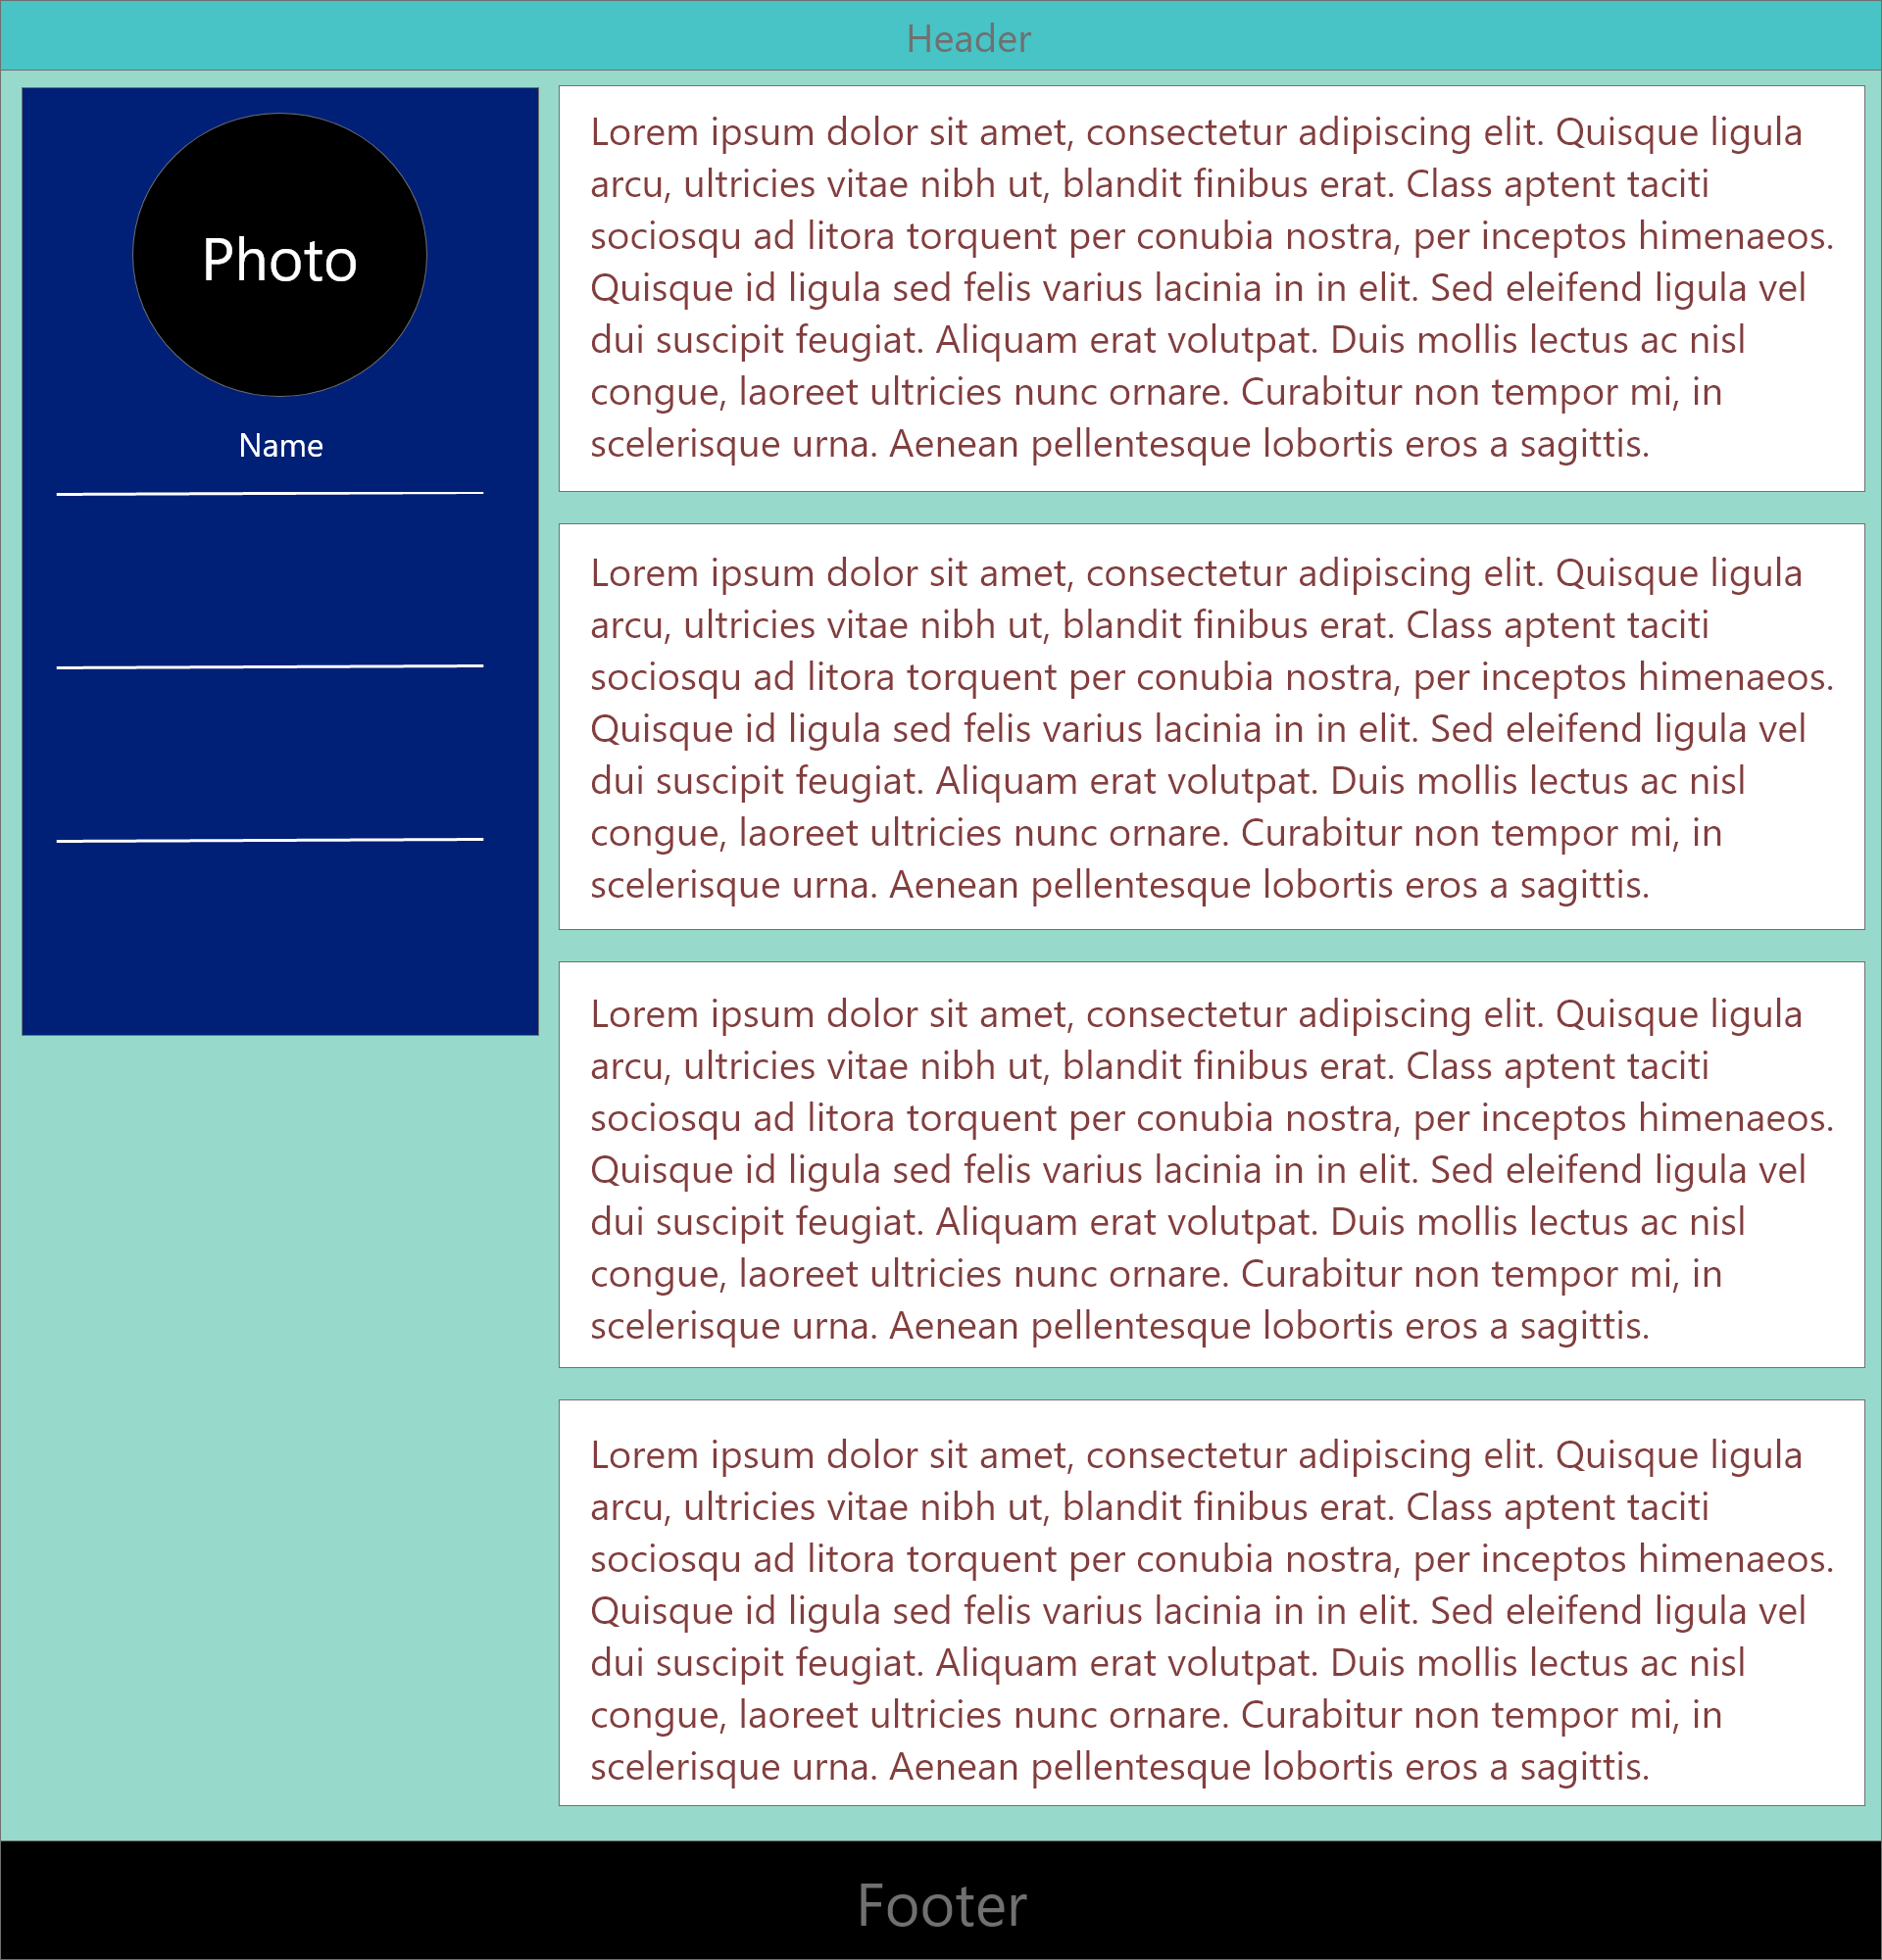 Header
Photo
Name
Lorem ipsum dolor sit amet, consectetur adipiscing elit. Quisque ligula
arcu, ultricies vitae nibh ut, blandit finibus erat. Class aptent taciti
sociosqu ad litora torquent per conubia nostra, per inceptos himenaeos.
Quisque id ligula sed felis varius lacinia in in elit. Sed eleifend ligula vel
dui suscipit feugiat. Aliquam erat volutpat. Duis mollis lectus ac nisl
congue, laoreet ultricies nunc ornare. Curabitur non tempor mi, in
scelerisque urna. Aenean pellentesque lobortis eros a sagittis.
Lorem ipsum dolor sit amet, consectetur adipiscing elit. Quisque ligula
arcu, ultricies vitae nibh ut, blandit finibus erat. Class aptent taciti
sociosqu ad litora torquent per conubia nostra, per inceptos himenaeos.
Quisque id ligula sed felis varius lacinia in in elit. Sed eleifend ligula vel
dui suscipit feugiat. Aliquam erat volutpat. Duis mollis lectus ac nisl
congue, laoreet ultricies nunc ornare. Curabitur non tempor mi, in
scelerisque urna. Aenean pellentesque lobortis eros a sagittis.
Lorem ipsum dolor sit amet, consectetur adipiscing elit. Quisque ligula
arcu, ultricies vitae nibh ut, blandit finibus erat. Class aptent taciti
sociosqu ad litora torquent per conubia nostra, per inceptos himenaeos.
Quisque id ligula sed felis varius lacinia in in elit. Sed eleifend ligula vel
dui suscipit feugiat. Aliquam erat volutpat. Duis mollis lectus ac nisl
congue, laoreet ultricies nunc ornare. Curabitur non tempor mi, in
scelerisque urna. Aenean pellentesque lobortis eros a sagittis.
Lorem ipsum dolor sit amet, consectetur adipiscing elit. Quisque ligula
arcu, ultricies vitae nibh ut, blandit finibus erat. Class aptent taciti
sociosqu ad litora torquent per conubia nostra, per inceptos himenaeos.
Quisque id ligula sed felis varius lacinia in in elit. Sed eleifend ligula vel
dui suscipit feugiat. Aliquam erat volutpat. Duis mollis lectus ac nisl
congue, laoreet ultricies nunc ornare. Curabitur non tempor mi, in
scelerisque urna. Aenean pellentesque lobortis eros a sagittis.
Footer